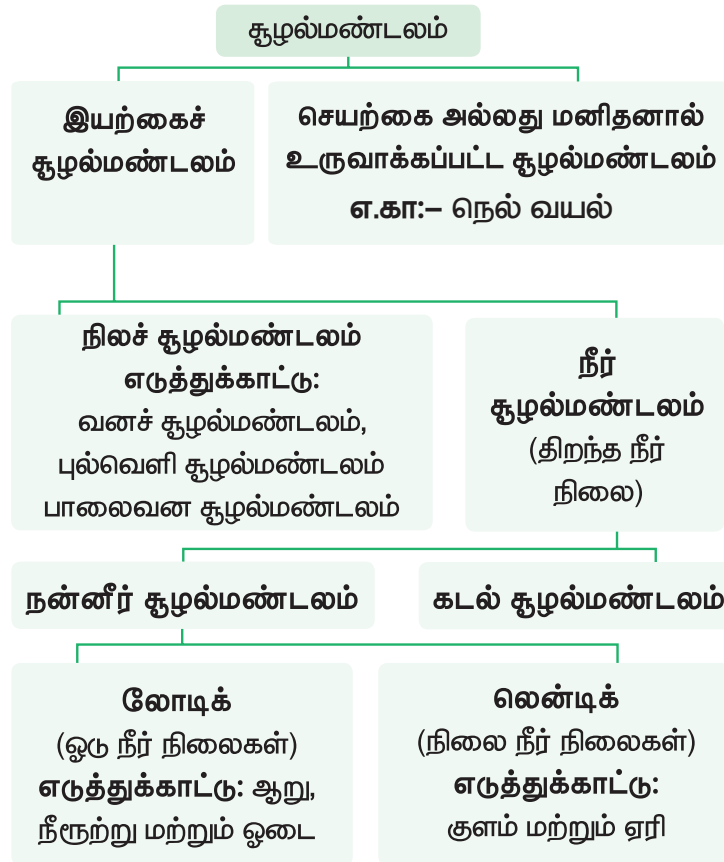 சூழல்மண்டலம்
இயற்கைச்
சூழல்மண்டலம்
செயற்கை அல்லது மனிதனால்
உருவாக்கப்பட்ட சூழல்மண்டலம்
எ.கா:– நெல் வயல்
நிலச் சூழல்மண்டலம்
எடுத்துக்காட்டு:
வனச் சூழல்மண்டலம்,
புல்வெளி சூழல்மண்டலம்
பாலைவன சூழல்மண்டலம்
நீர்
சூழல்மண்டலம்
(திறந்த நீர்
நிலை)
நன்னீர் சூழல்மண்டலம்
கடல் சூழல்மண்டலம்
லோடிக்
(ஓடு நீர் நிலைகள்)
எடுத்துக்காட்டு: ஆறு,
நீரூற்று மற்றும் ஓடை
லென்டிக்
(நிலை நீர் நிலைகள்)
எடுத்துக்காட்டு:
குளம் மற்றும் ஏரி